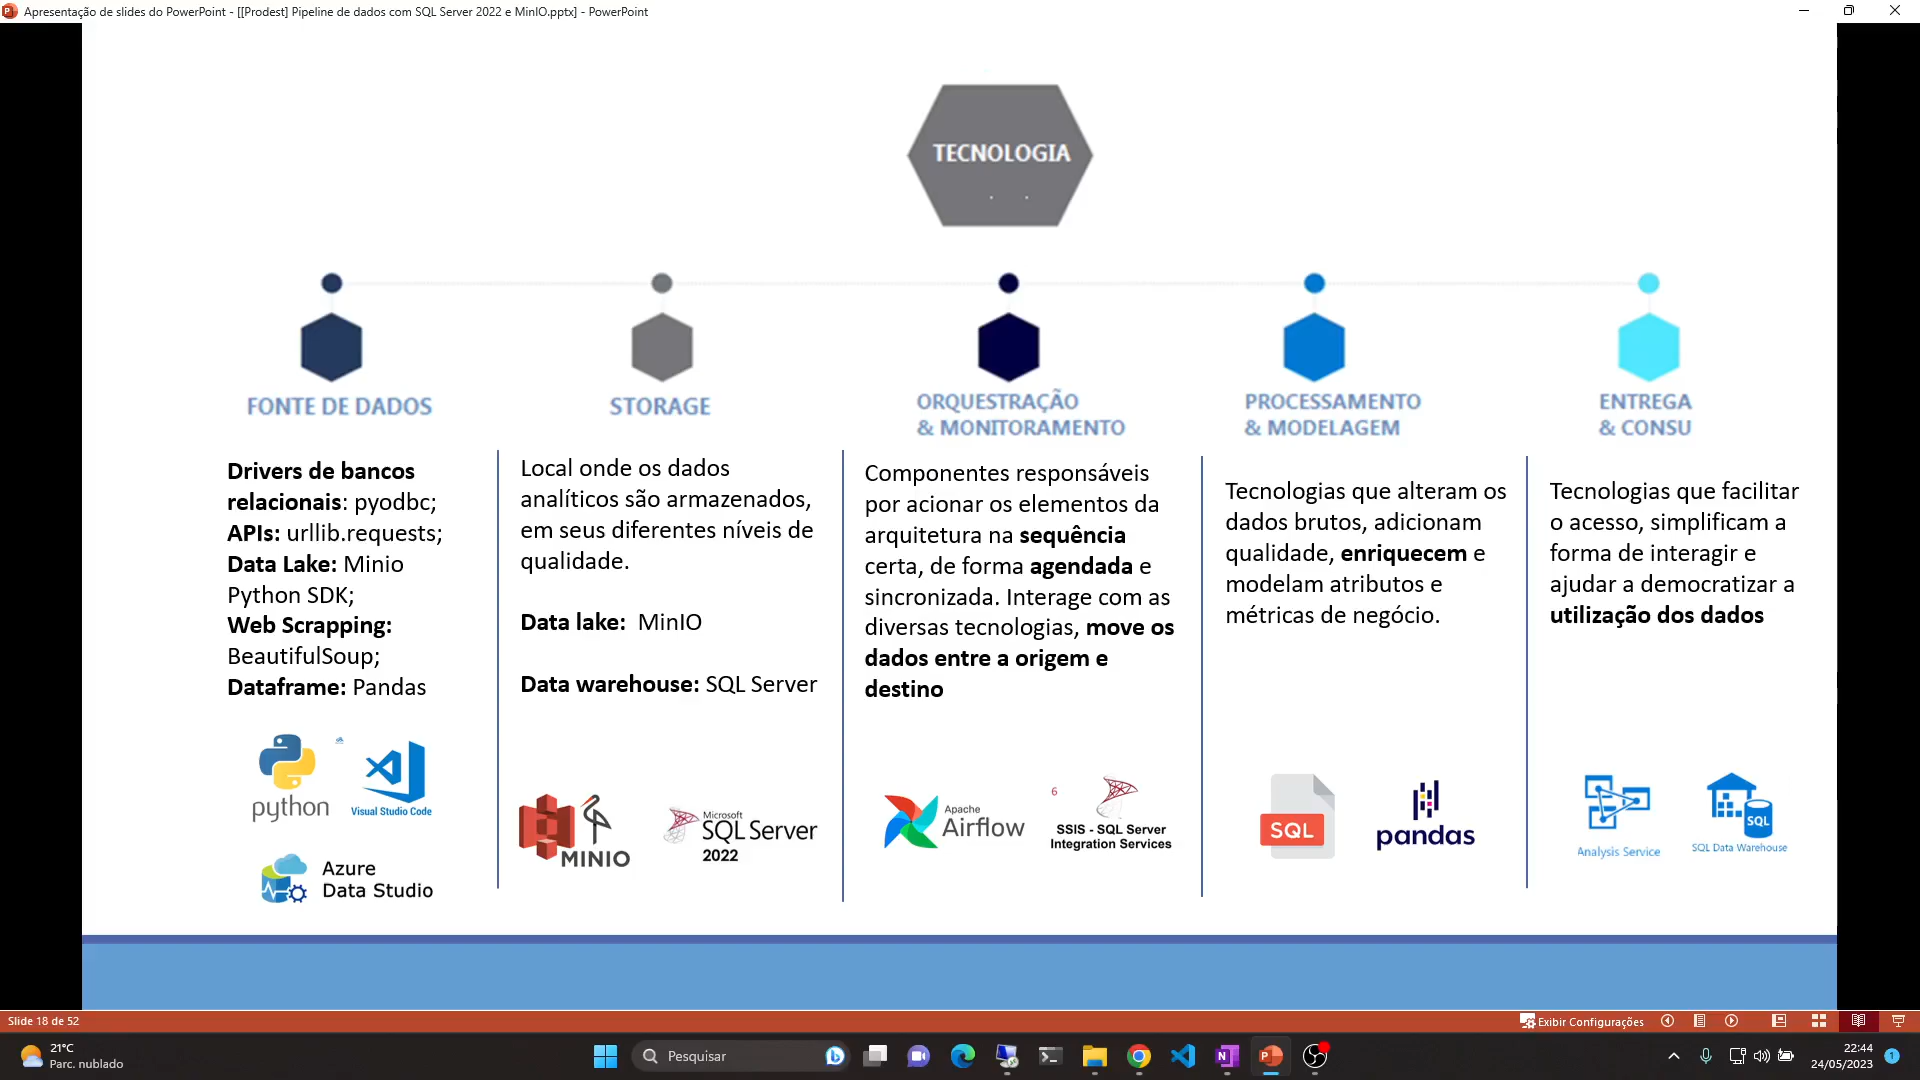 Apresentação de slides do PowerPoint - [[Prodest] Pipeline de dados com SQL Server 2022 e MinIO.pptx] - PowerPoint
TECNOLOGIA
FONTE DE DADOS
Drivers de bancos
relacionais: pyodbc;
APIs: urllib.requests;
Data Lake: Minio
Python SDK;
Web Scrapping:
BeautifulSoup;
Dataframe: Pandas
python
Visual Studio Code
Azure
Data Studio
STORAGE
Local onde os dados
analíticos são armazenados,
em seus diferentes níveis de
qualidade.
Data lake: MinIO
Data warehouse: SQL Server
MINIO
Microsoft
SQL Server
2022
ORQUESTRAÇÃO
& MONITORAMENTO
Componentes responsáveis
por acionar os elementos da
arquitetura na sequência
certa, de forma agendada e
sincronizada. Interage com as
diversas tecnologias, move os
dados entre a origem e
destino
Apache
Airflow
6
SSIS - SQL Server
Integration Services
PROCESSAMENTO
& MODELAGEM
Tecnologias que alteram os
dados brutos, adicionam
qualidade, enriquecem e
modelam atributos e
métricas de negócio.
SQL
pandas
ENTREGA
& CONSU
Tecnologias que facilitar
o acesso, simplificam a
forma de interagir e
ajudar a democratizar a
utilização dos dados
Analysis Service
SQL
SQL Data Warehouse
Slide 18 de 52
Exibir Configurações
21°C
Parc. nublado
Pesquisar
22:44
24/05/2023
1